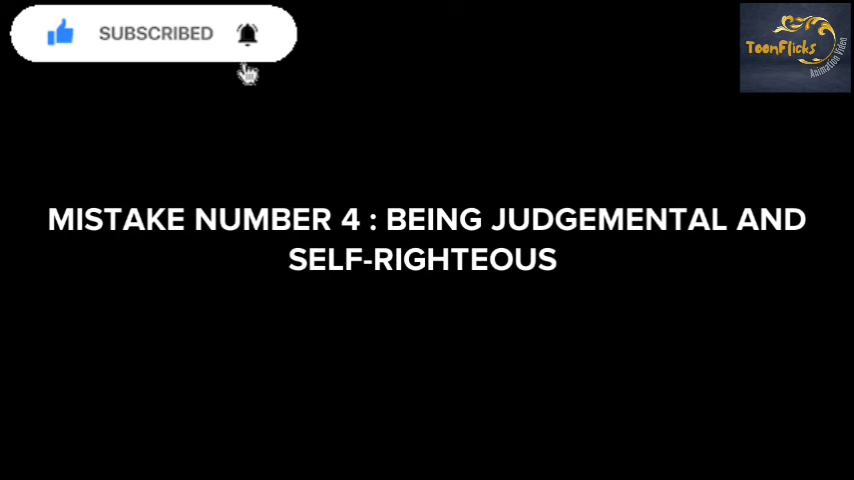 SUBSCRIBED
ToonFlicks
Animation Video
MISTAKE NUMBER 4 : BEING JUDGEMENTAL AND
SELF-RIGHTEOUS